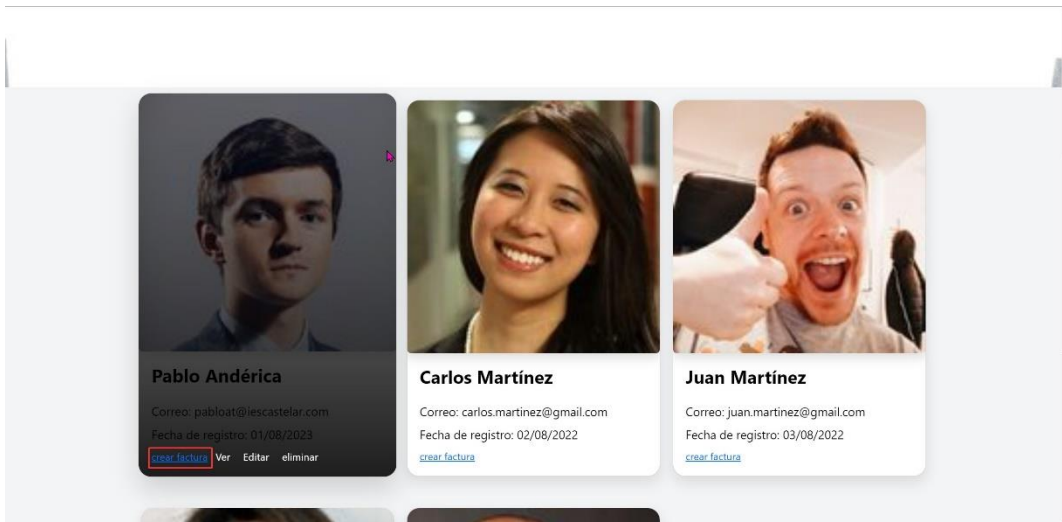 Pablo Andérica
Correo: pabloat@iescastelar.com
Fecha de registro: 01/08/2023
crear factura Ver Editar eliminar
Carlos Martínez
Correo: carlos.martinez@gmail.com
Fecha de registro: 02/08/2022
crear factura
Juan Martínez
Correo: juan.martinez@gmail.com
Fecha de registro: 03/08/2022
crear factura